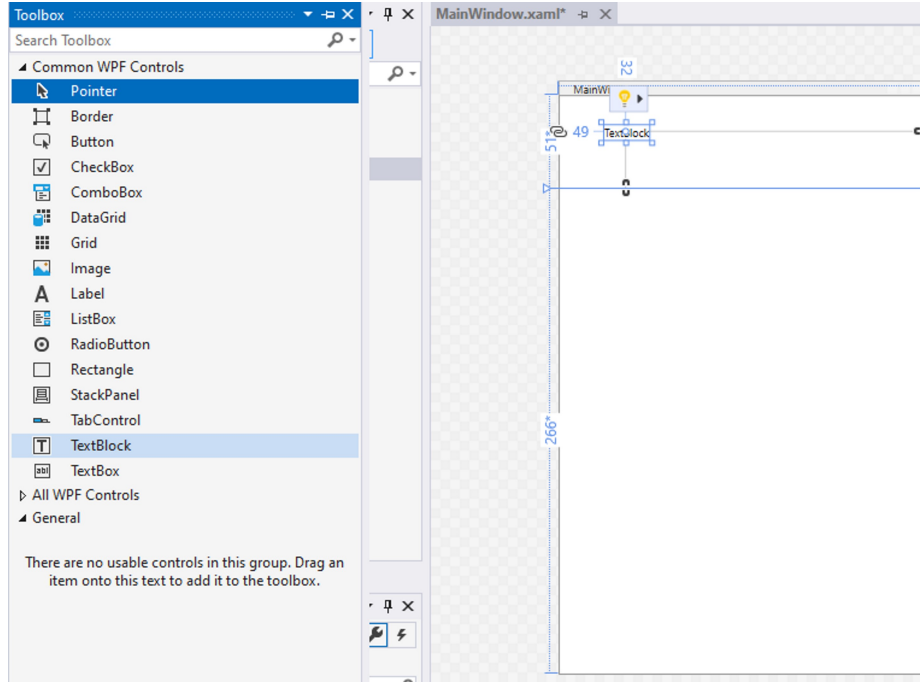 Toolbox
MainWindow.xaml*
Search Toolbox
Common WPF Controls
Pointer
Border
Button
CheckBox
ComboBox
DataGrid
Grid
Image
Label
ListBox
RadioButton
Rectangle
StackPanel
TabControl
TextBlock
TextBox
All WPF Controls
General
There are no usable controls in this group. Drag an
item onto this text to add it to the toolbox.
32
MainWi
49
TextBlock
51*
266*